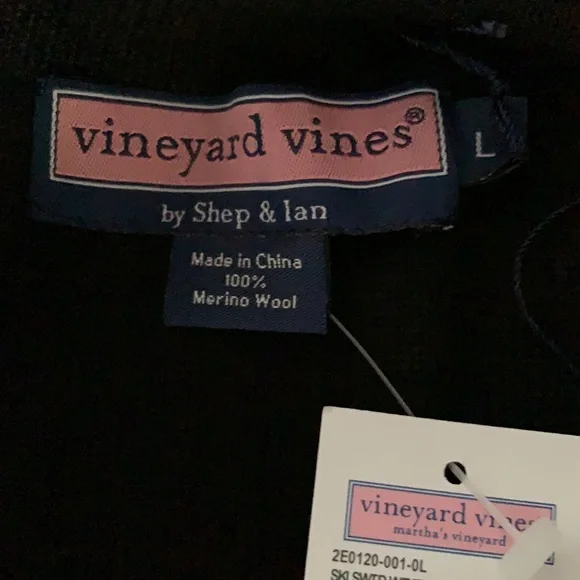 vineyard vines®
L
by Shep & Ian
Made in China
100%
Merino Wool
vineyard vines
martha's vineyard
2E0120-001-0L